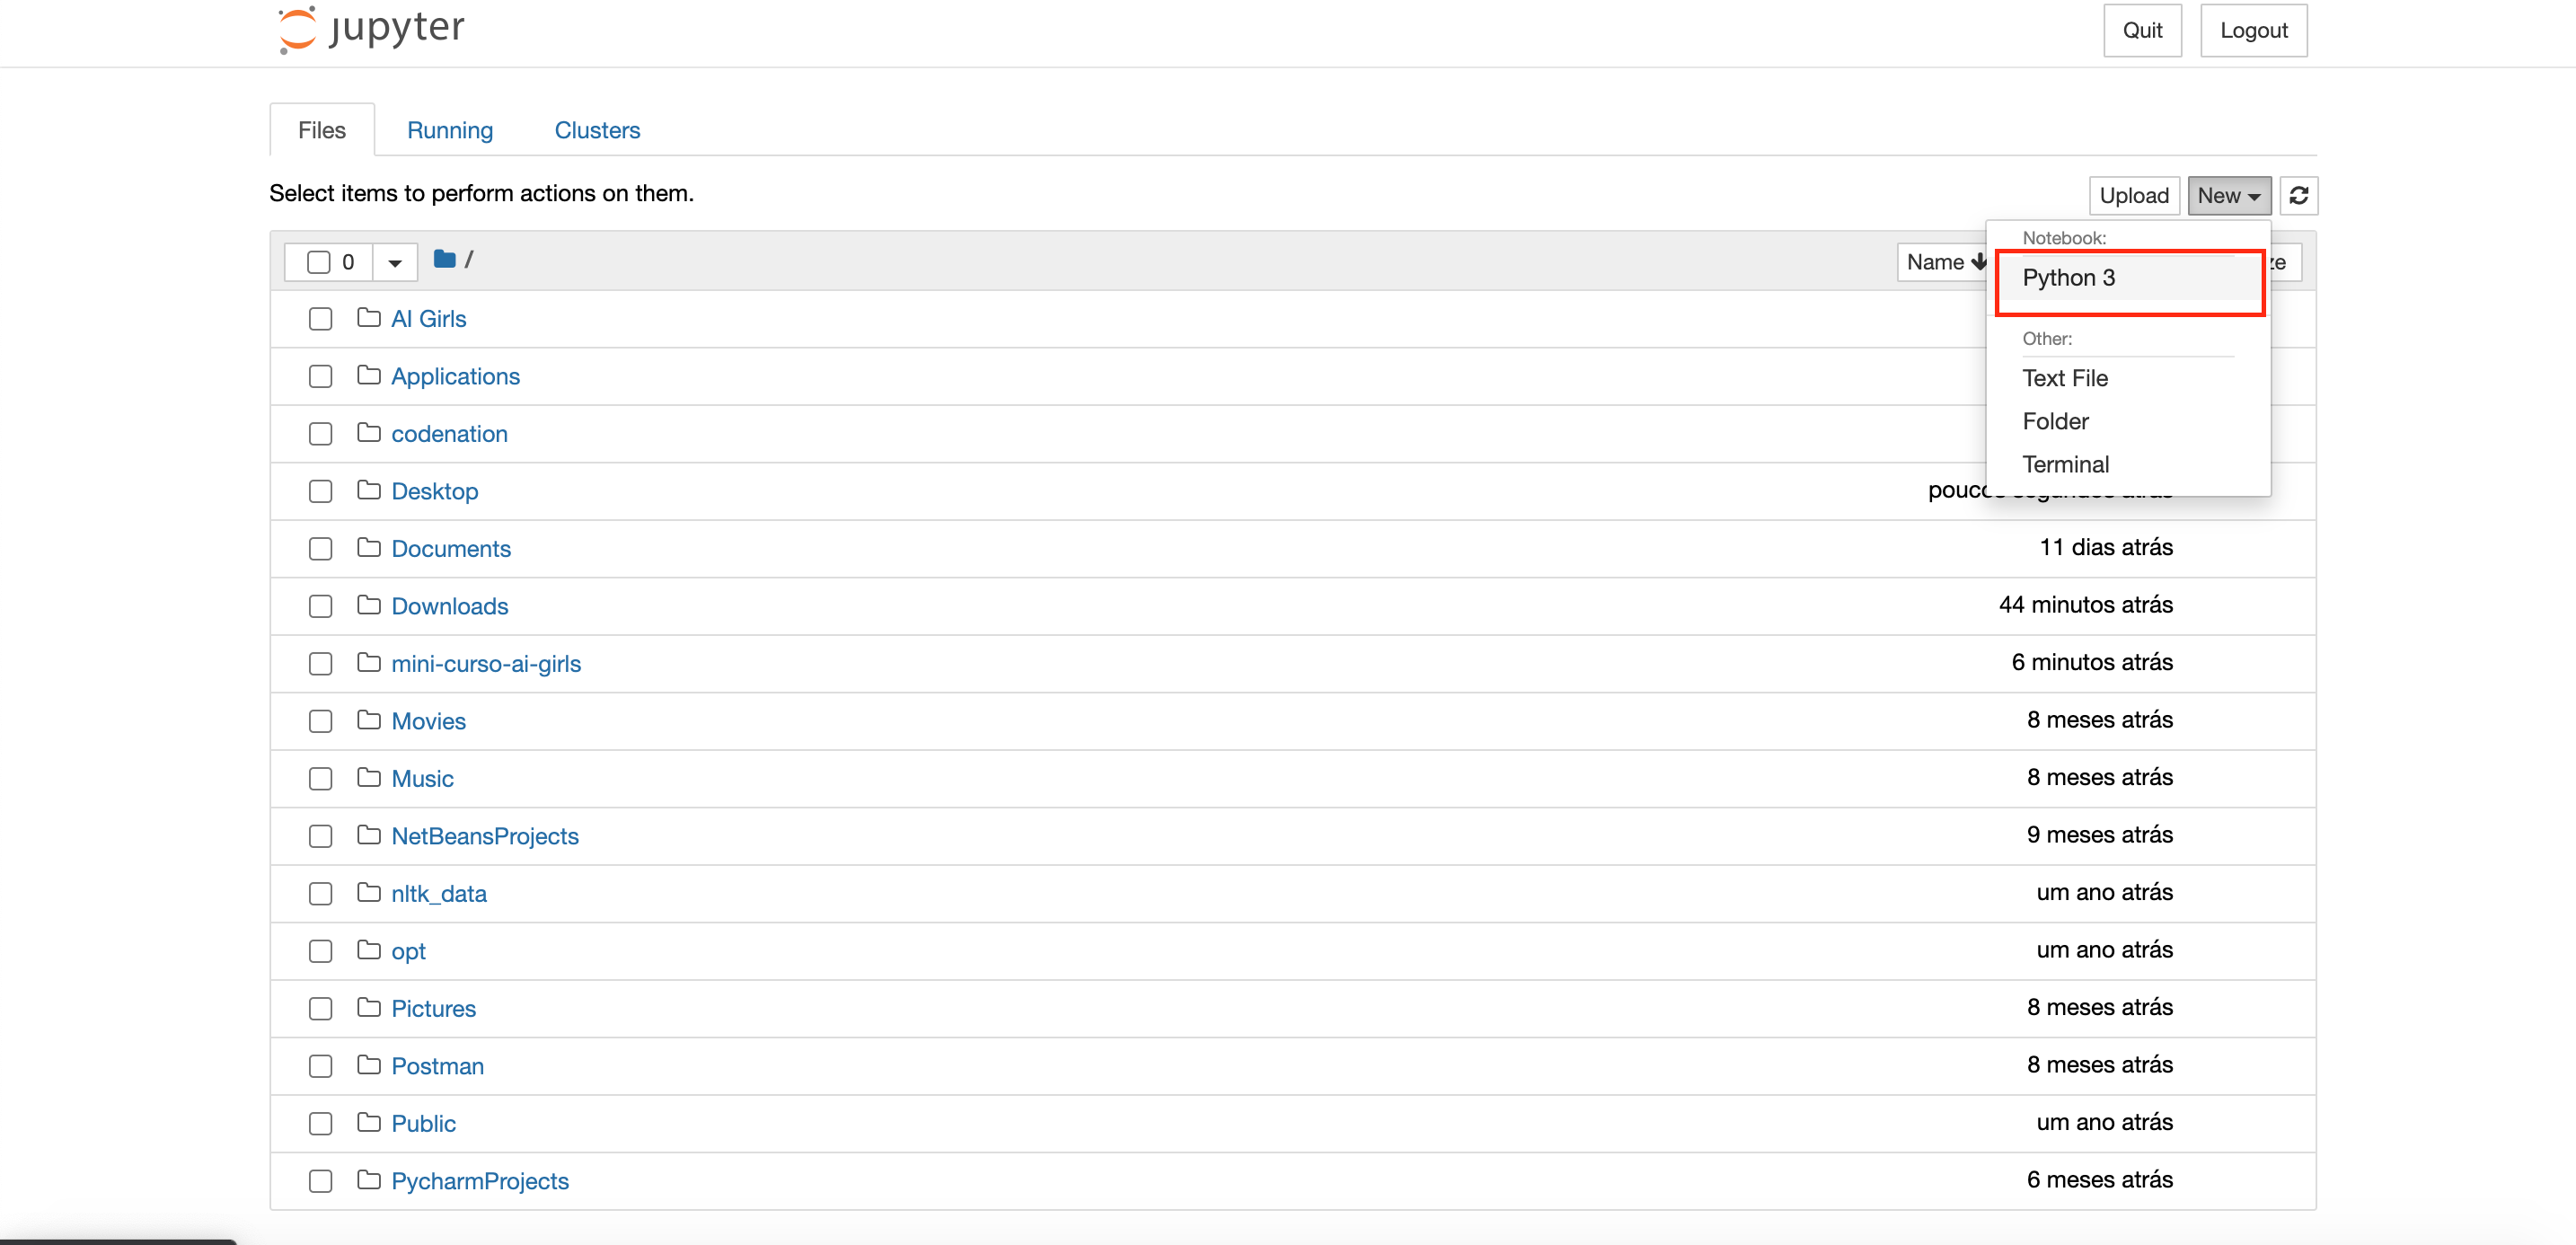 jupyter
Quit
Logout
Files
Running
Clusters
Select items to perform actions on them.
Upload
New
0
/
Name
Notebook:
Python 3
Other:
Text File
Folder
Terminal
AI Girls
Applications
codenation
Desktop
Documents
11 dias atrás
Downloads
44 minutos atrás
mini-curso-ai-girls
6 minutos atrás
Movies
8 meses atrás
Music
8 meses atrás
NetBeansProjects
9 meses atrás
nltk_data
um ano atrás
opt
um ano atrás
Pictures
8 meses atrás
Postman
8 meses atrás
Public
um ano atrás
PycharmProjects
6 meses atrás